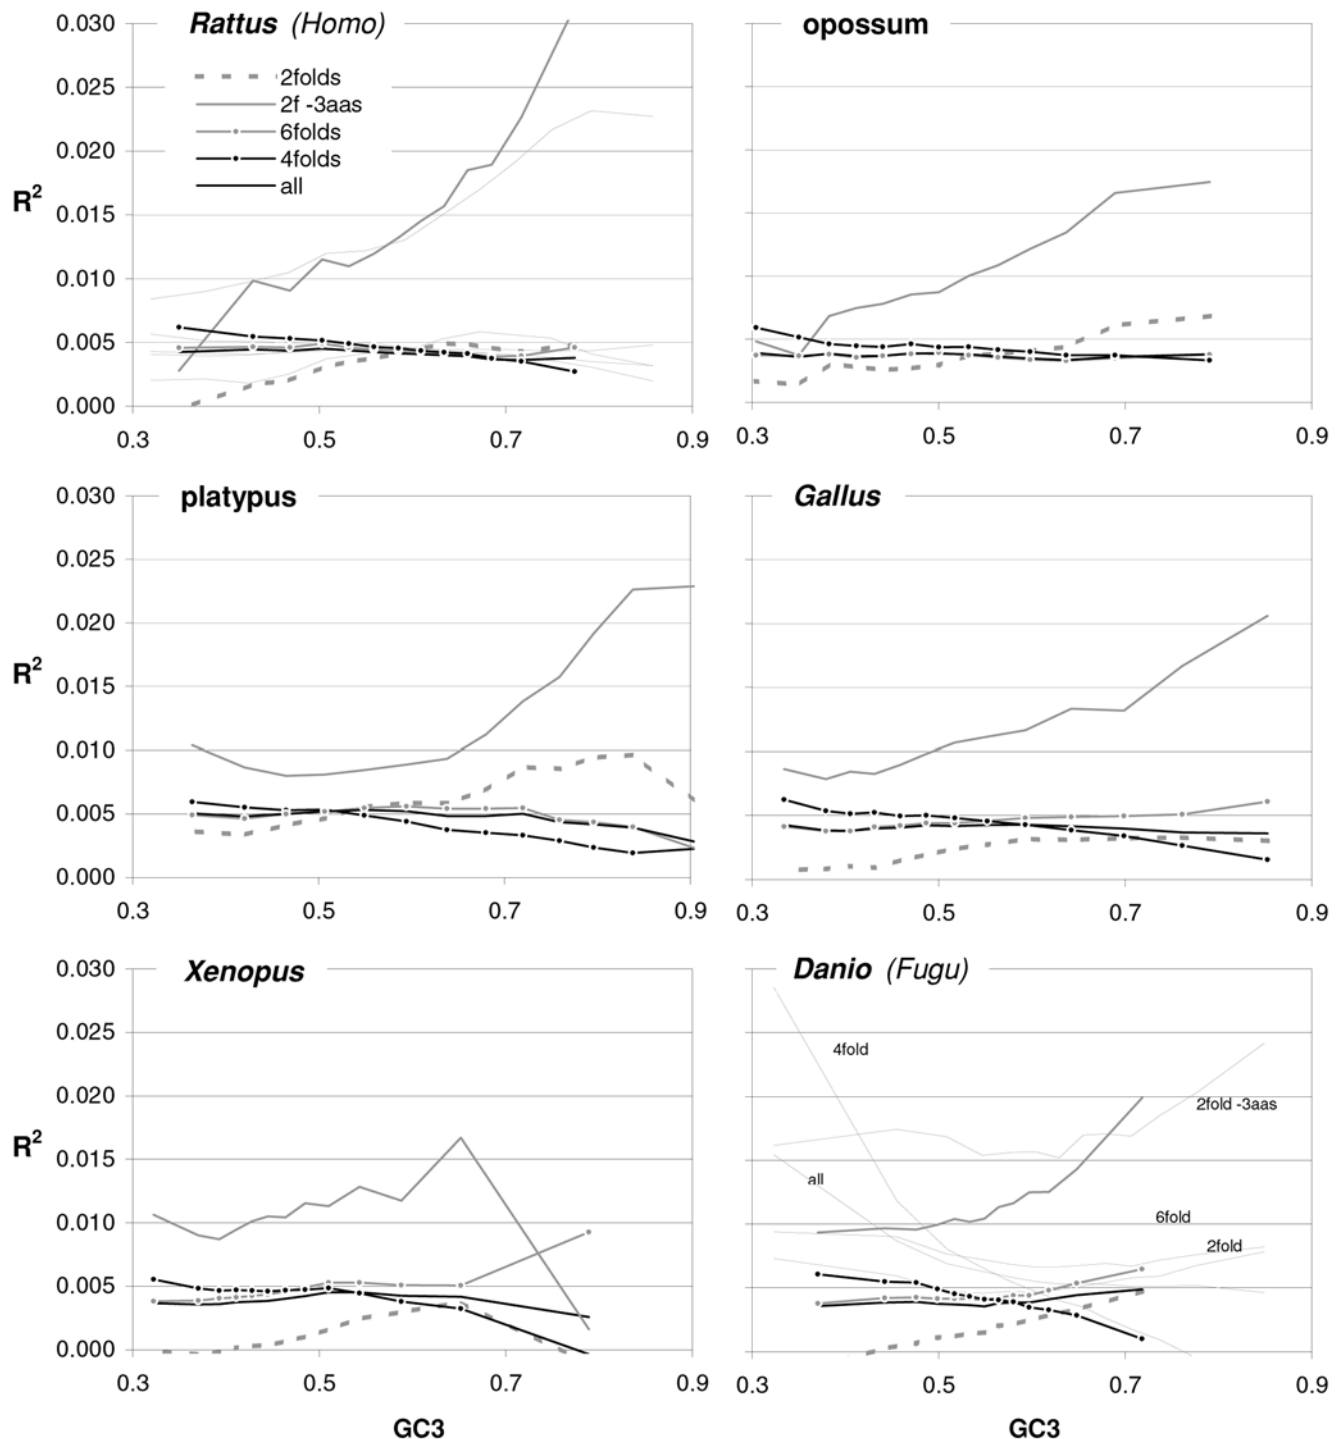 Rattus (Homo)
0.030
0.025
0.020
0.015
0.010
0.005
0.000
R2
2folds
2f -3aas
6folds
4folds
all
0.3 0.5 0.7 0.9
opossum
0.3 0.5 0.7 0.9
platypus
0.030
0.025
0.020
0.015
0.010
0.005
0.000
R2
0.3 0.5 0.7 0.9
Gallus
0.3 0.5 0.7 0.9
Xenopus
0.030
0.025
0.020
0.015
0.010
0.005
0.000
R2
0.3 0.5 0.7 0.9
GC3
Danio (Fugu)
4fold
2fold -3aas
all
6fold
2fold
0.3 0.5 0.7 0.9
GC3